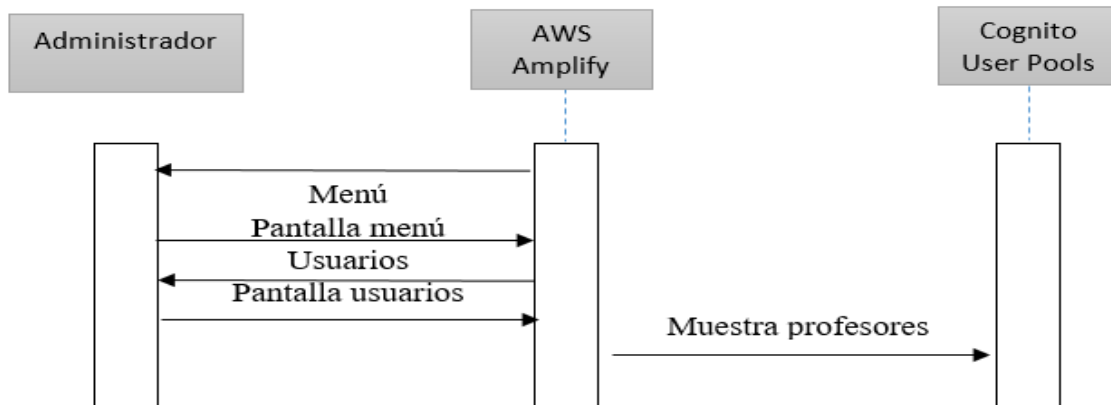 Administrador
AWS
Amplify
Cognito
User Pools
Menú
Pantalla menú
Usuarios
Pantalla usuarios
Muestra profesores